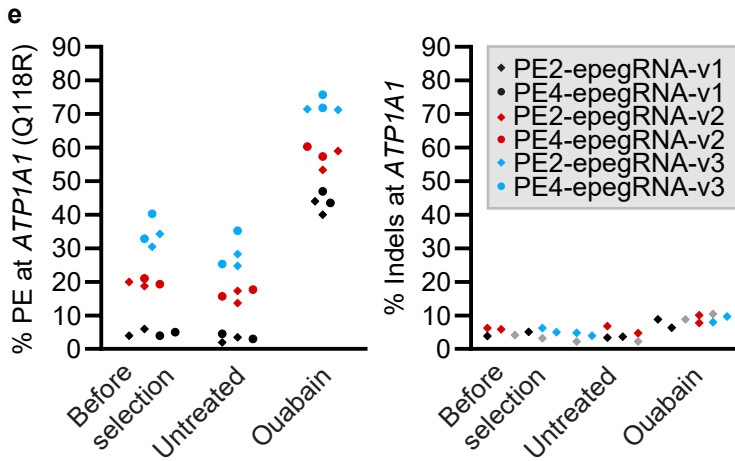 e
% PE at ATP1A1 (Q118R)
90
80
70
60
50
40
30
20
10
0
Before
selection
Untreated
Ouabain
% Indels at ATP1A1
90
80
70
60
50
40
30
20
10
0
PE2-epegRNA-v1
PE4-epegRNA-v1
PE2-epegRNA-v2
PE4-epegRNA-v2
PE2-epegRNA-v3
PE4-epegRNA-v3
Before
selection
Untreated
Ouabain